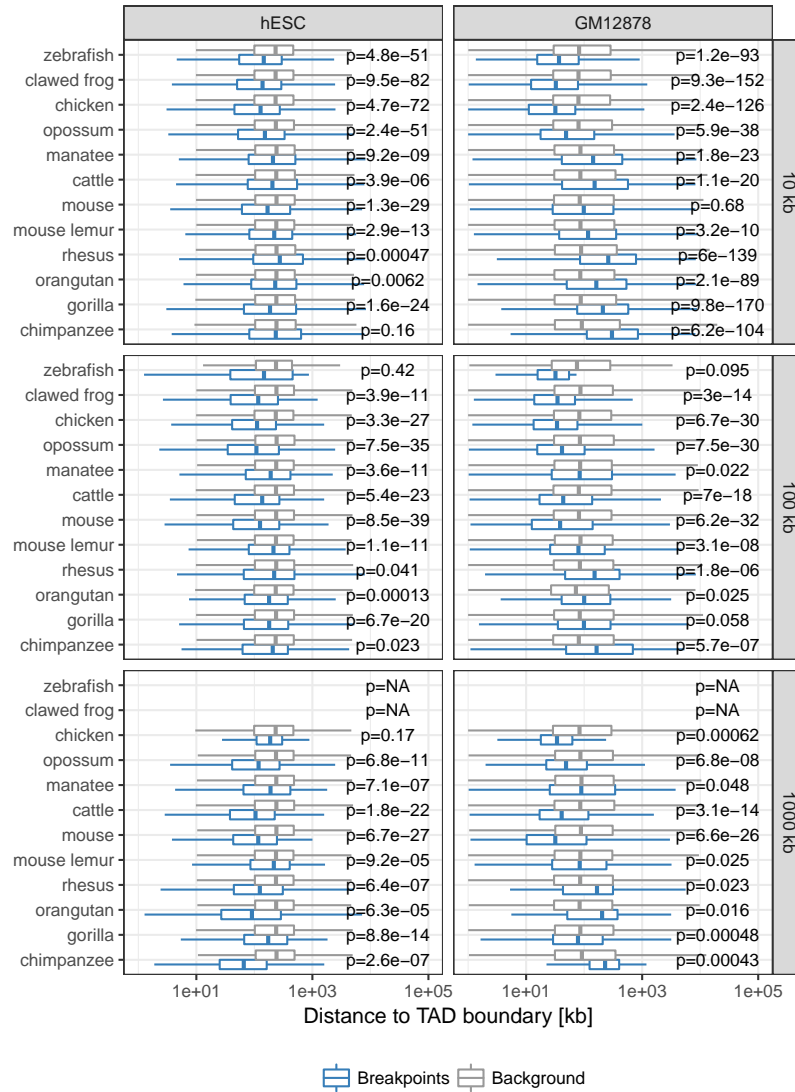 hESC GM12878
zebrafish p=4.8e−51 p=1.2e−93
clawed frog p=9.5e−82 p=9.3e−152
chicken p=4.7e−72 p=2.4e−126
opossum p=2.4e−51 p=5.9e−38
manatee p=9.2e−09 p=1.8e−23
cattle p=3.9e−06 p=1.1e−20
mouse p=1.3e−29 p=0.68
mouse lemur p=2.9e−13 p=3.2e−10
rhesus p=0.00047 p=6e−139
orangutan p=0.0062 p=2.1e−89
gorilla p=1.6e−24 p=9.8e−170
chimpanzee p=0.16 p=6.2e−104
10 kb
zebrafish p=0.42 p=0.095
clawed frog p=3.9e−11 p=3e−14
chicken p=3.3e−27 p=6.7e−30
opossum p=7.5e−35 p=7.5e−30
manatee p=3.6e−11 p=0.022
cattle p=5.4e−23 p=7e−18
mouse p=8.5e−39 p=6.2e−32
mouse lemur p=1.1e−11 p=3.1e−08
rhesus p=0.041 p=1.8e−06
orangutan p=0.00013 p=0.025
gorilla p=6.7e−20 p=0.058
chimpanzee p=0.023 p=5.7e−07
100 kb
zebrafish p=NA p=NA
clawed frog p=NA p=NA
chicken p=0.17 p=0.00062
opossum p=6.8e−11 p=6.8e−08
manatee p=7.1e−07 p=0.048
cattle p=1.8e−22 p=3.1e−14
mouse p=6.7e−27 p=6.6e−26
mouse lemur p=9.2e−05 p=0.025
rhesus p=6.4e−07 p=0.023
orangutan p=6.3e−05 p=0.016
gorilla p=8.8e−14 p=0.00048
chimpanzee p=2.6e−07 p=0.00043
1000 kb
1e+01 1e+03 1e+05 1e+01 1e+03 1e+05
Distance to TAD boundary [kb]
Breakpoints Background